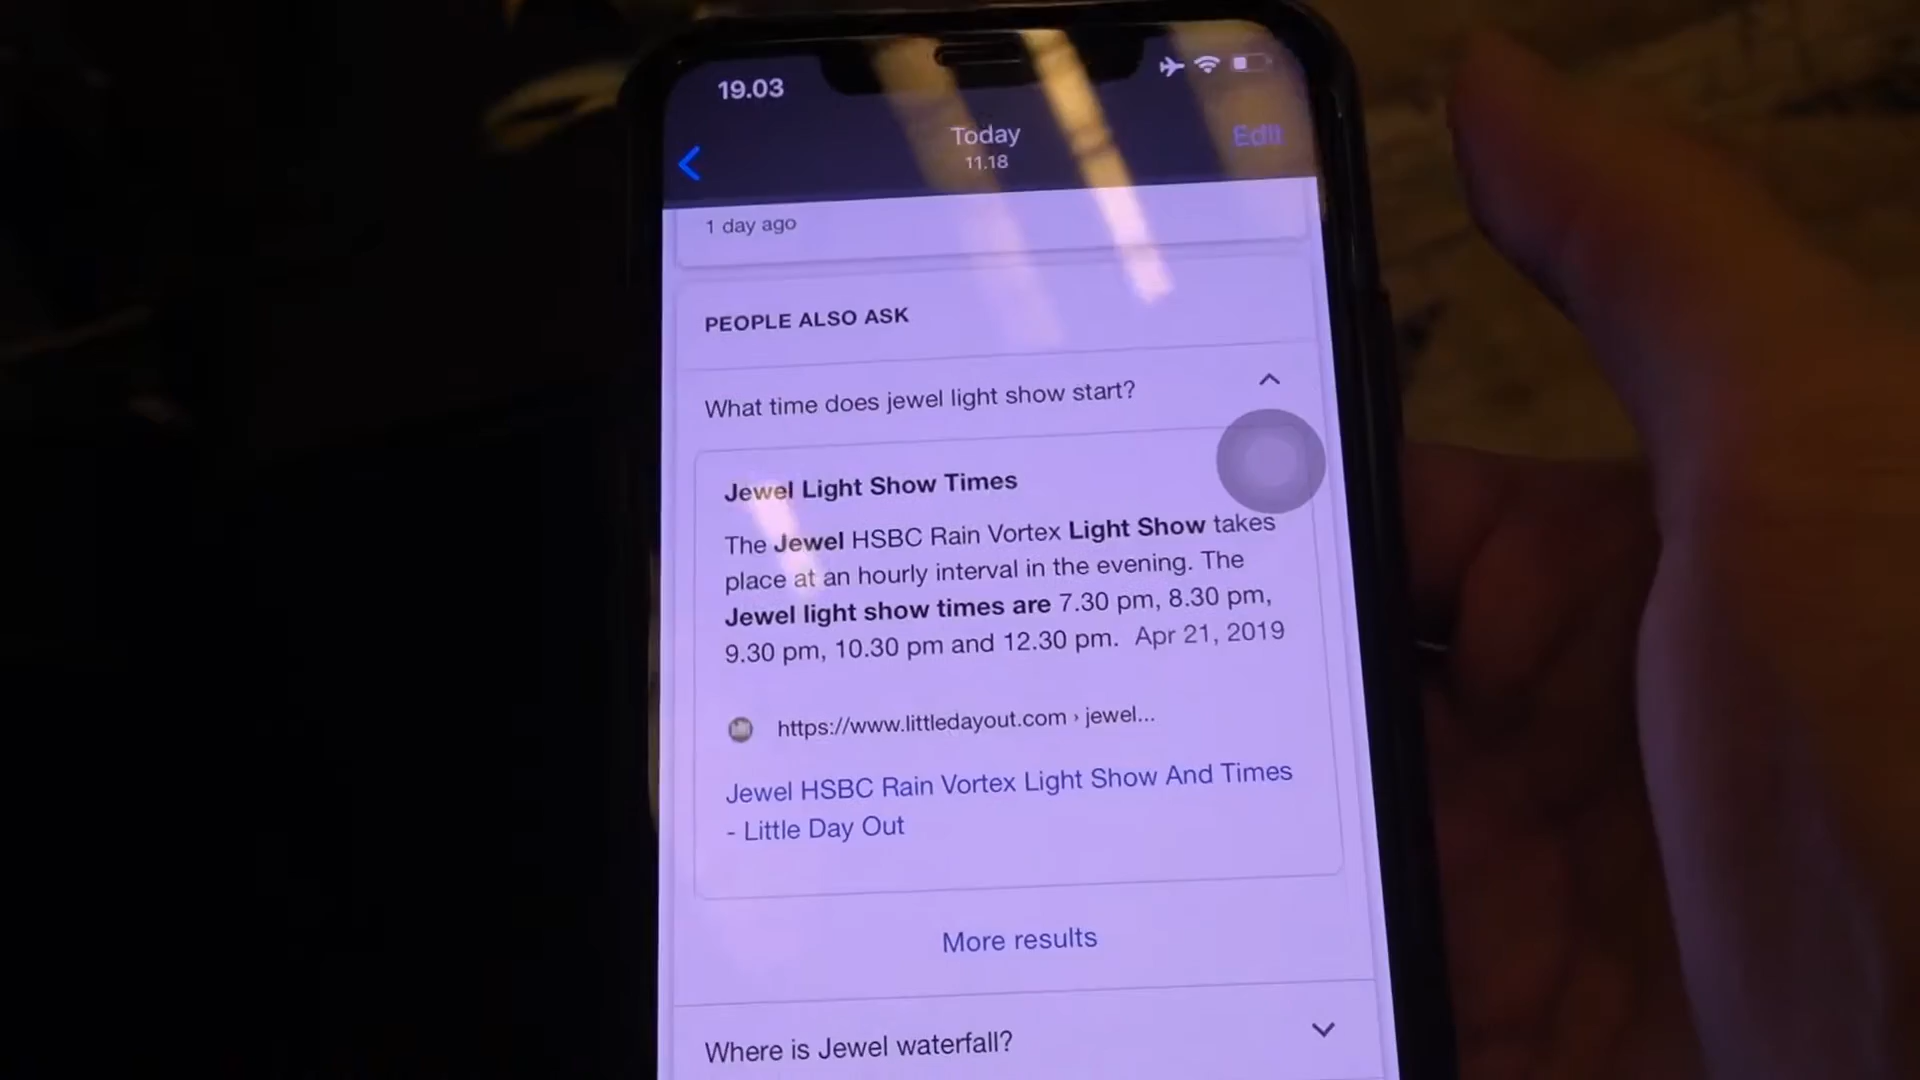 19.03
Today
11.18
Edit
1 day ago
PEOPLE ALSO ASK
What time does jewel light show start?
Jewel Light Show Times
The Jewel HSBC Rain Vortex Light Show takes
place at an hourly interval in the evening. The
Jewel light show times are 7.30 pm, 8.30 pm,
9.30 pm, 10.30 pm and 12.30 pm. Apr 21, 2019
https://www.littledayout.com › jewel...
Jewel HSBC Rain Vortex Light Show And Times
- Little Day Out
More results
Where is Jewel waterfall?